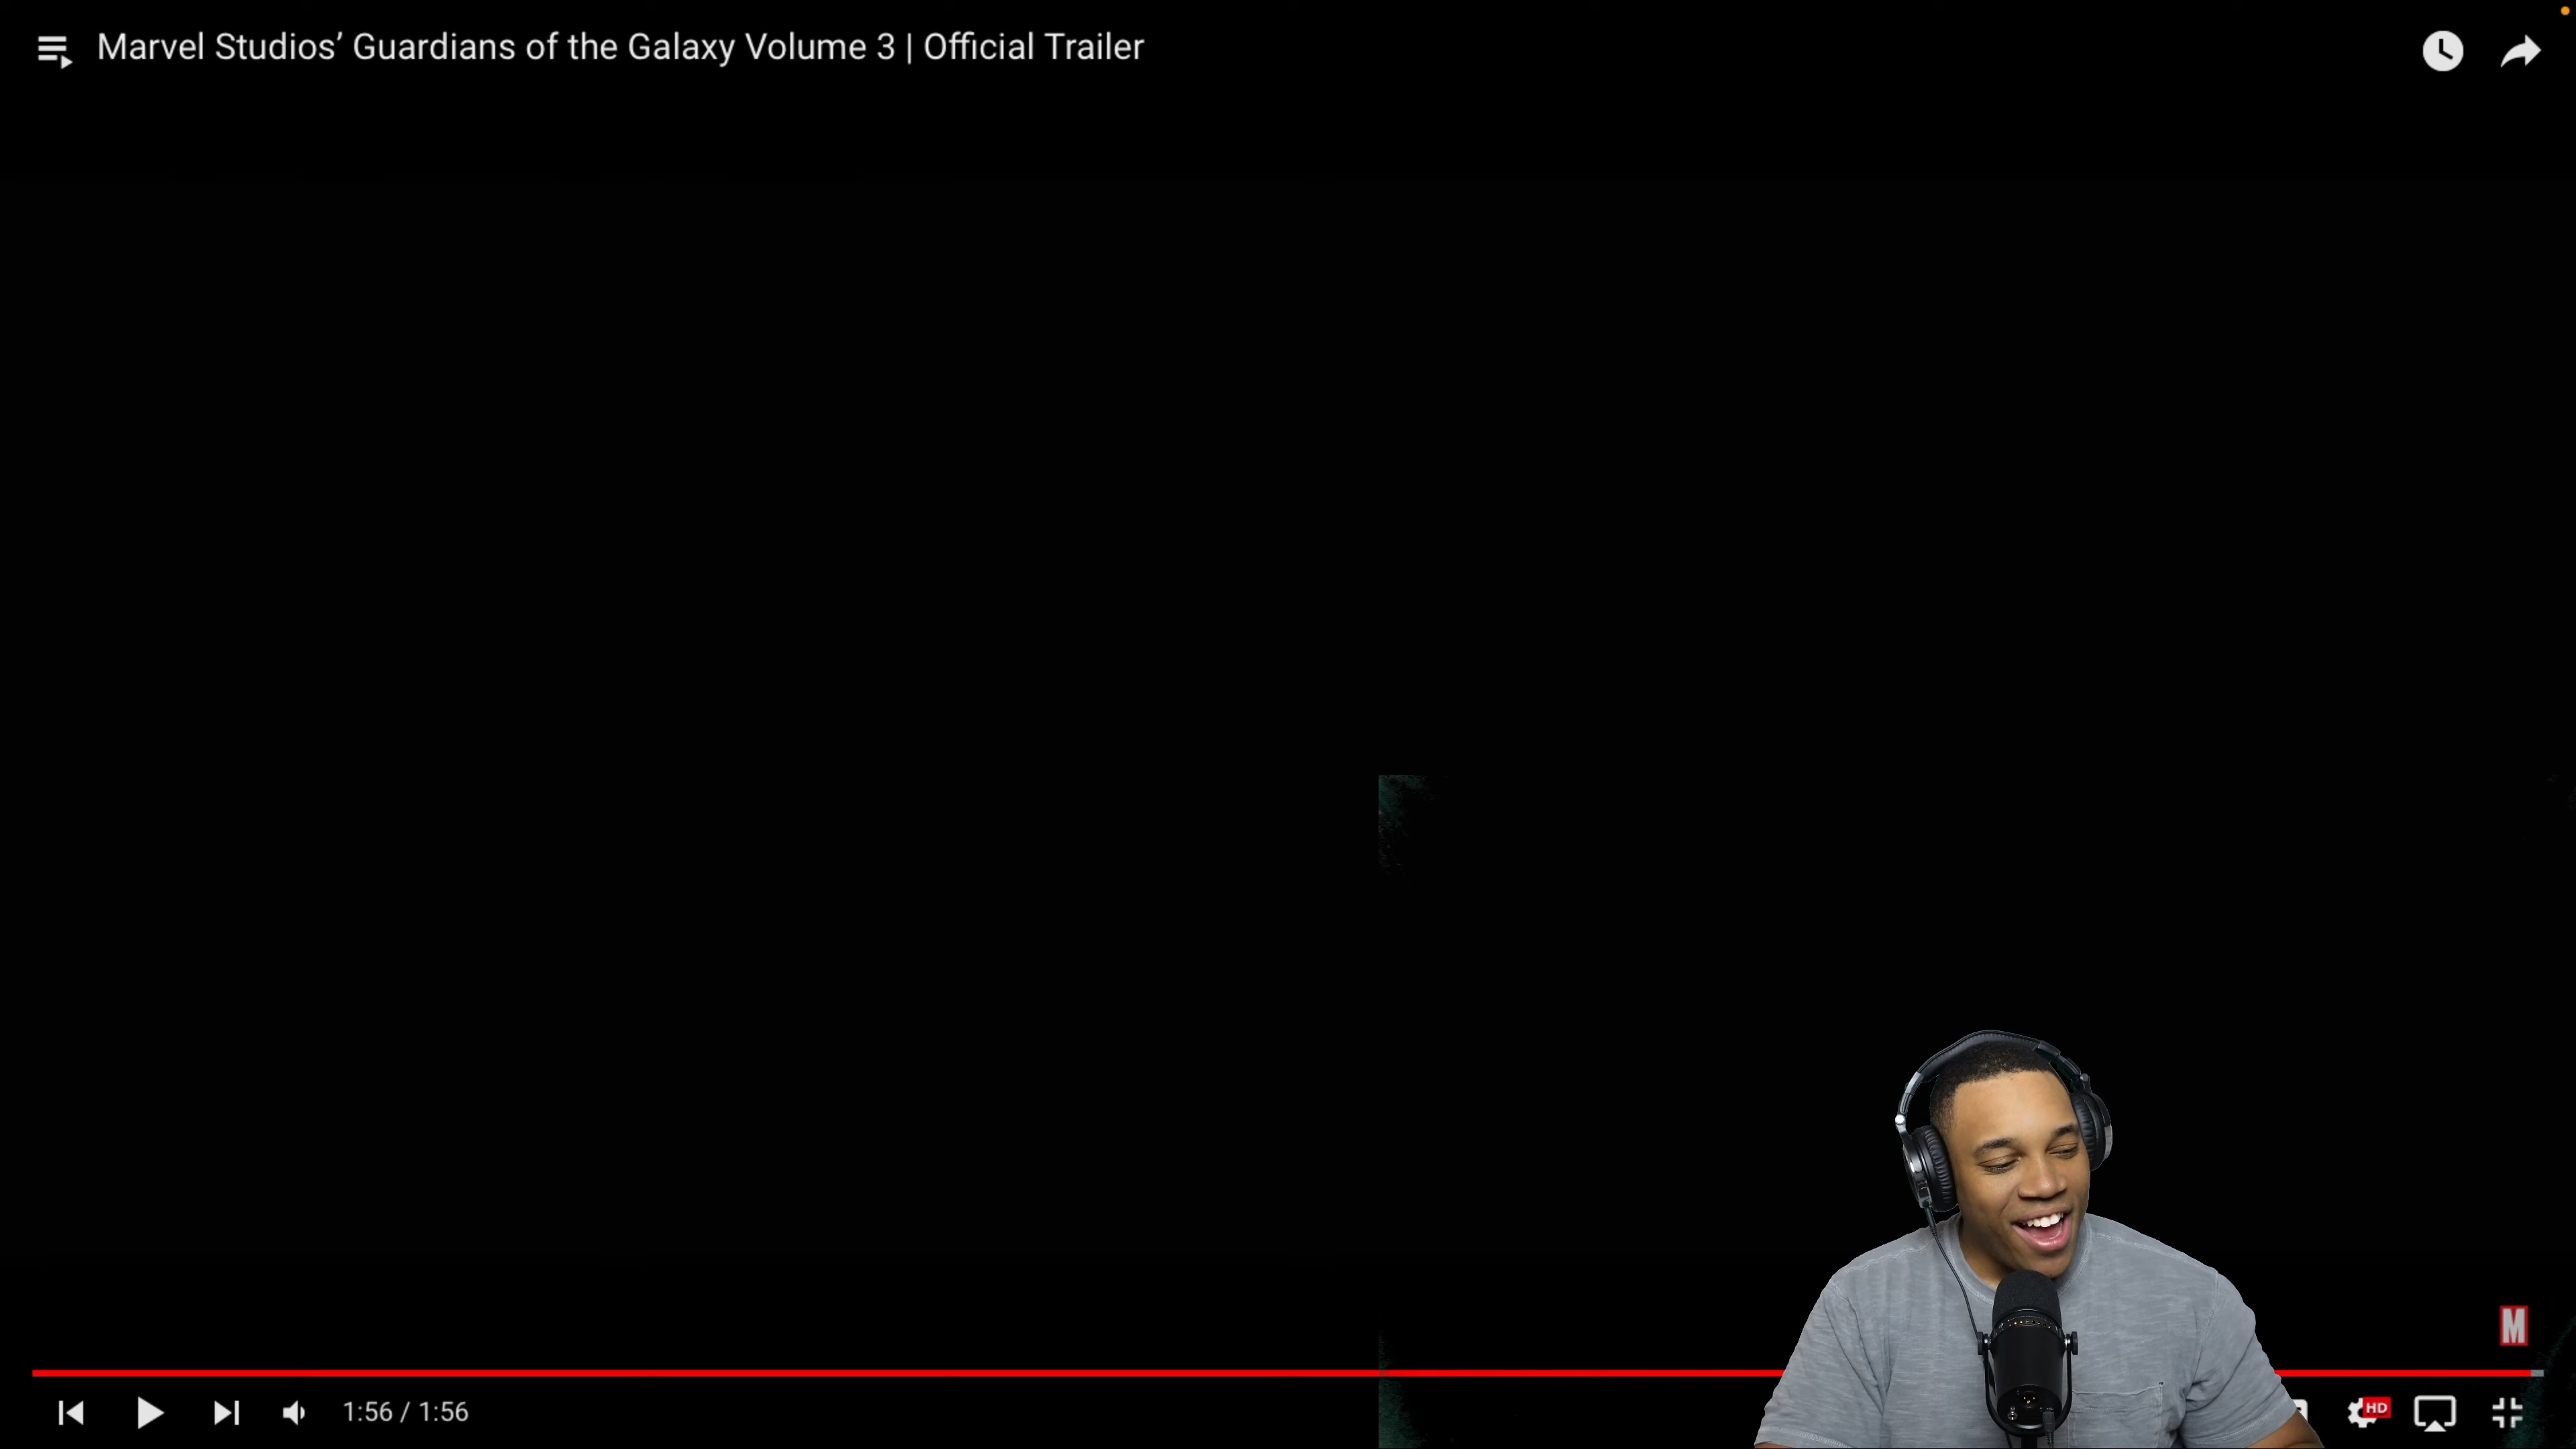 Marvel Studios’ Guardians of the Galaxy Volume 3 | Official Trailer
M
1:56 / 1:56
HD